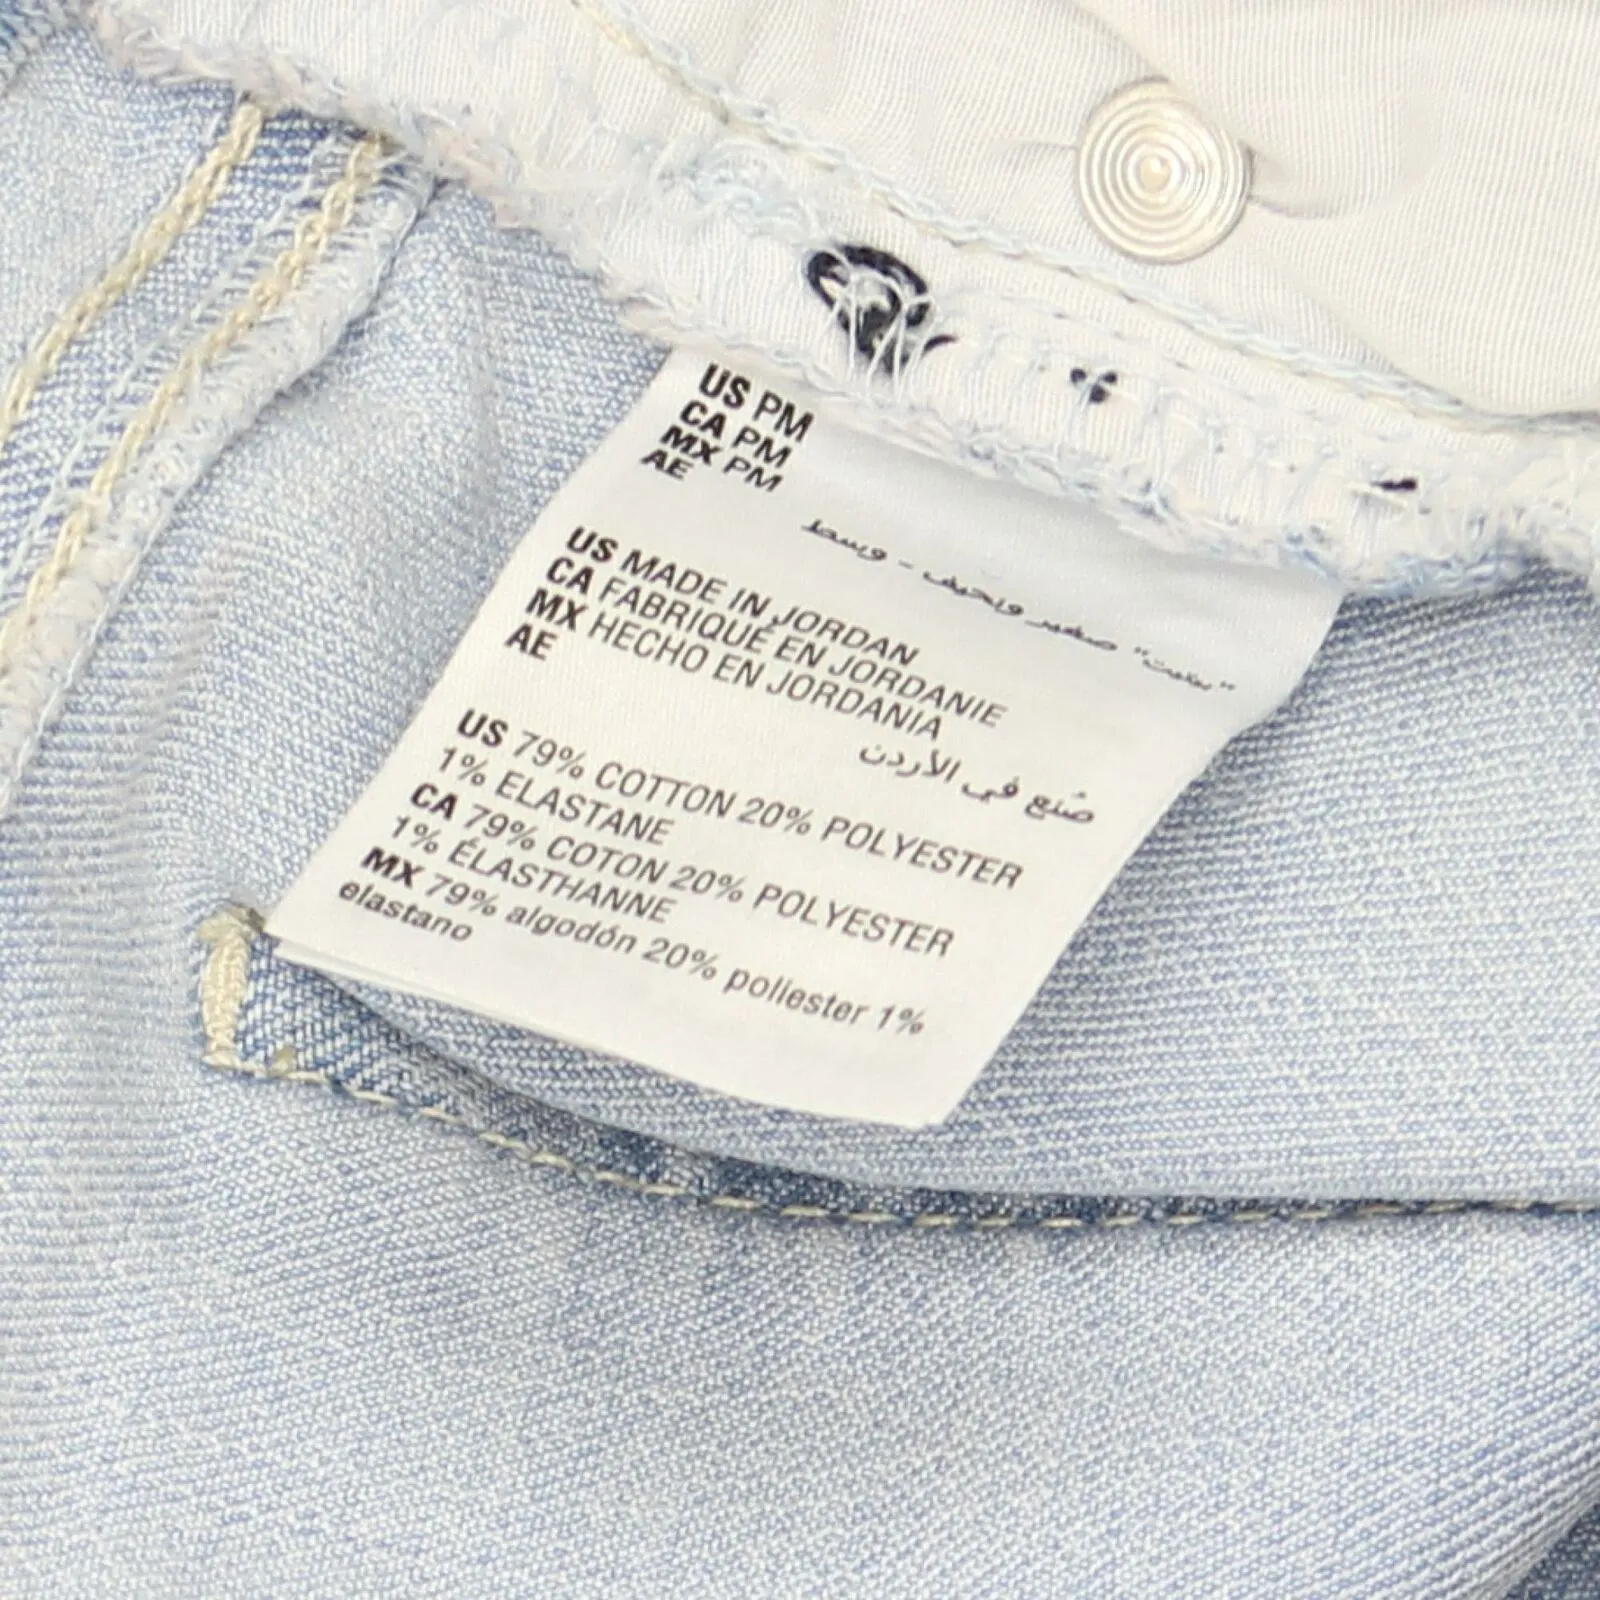 US PM
CA PM
MX PM
AE
"بتيت" صغير ونحيف - وسط
US MADE IN JORDAN
CA FABRIQUÉ EN JORDANIE
MX HECHO EN JORDANIA
AE
صُنع في الأردن
US 79% COTTON 20% POLYESTER
1% ELASTANE
CA 79% COTON 20% POLYESTER
1% ÉLASTHANNE
MX 79% algodón 20% poliester 1%
elastano